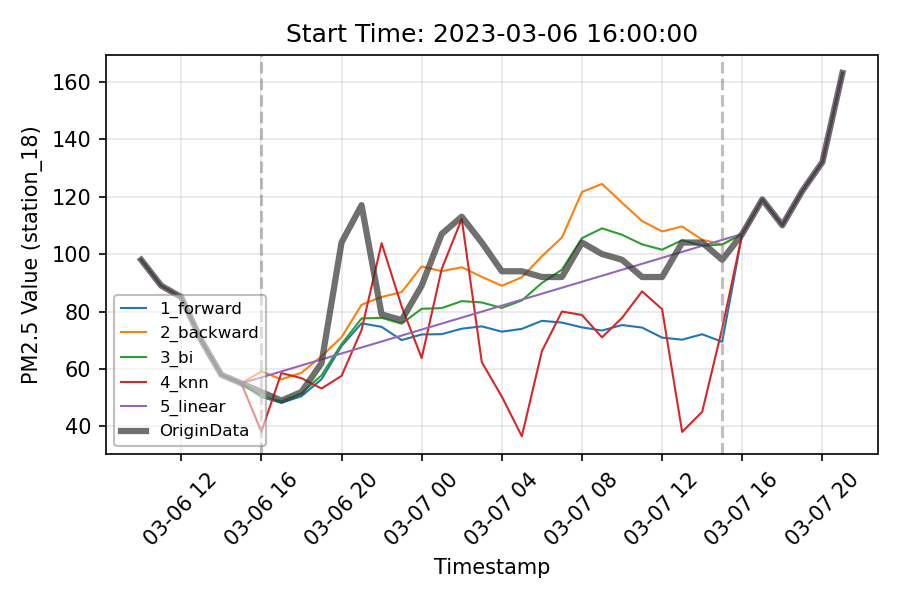 Start Time: 2023-03-06 16:00:00
PM2.5 Value (station_18)
160
140
120
100
80
60
40
1_forward
2_backward
3_bi
4_knn
5_linear
OriginData
03-06 12
03-06 16
03-06 20
03-07 00
03-07 04
03-07 08
03-07 12
03-07 16
03-07 20
Timestamp